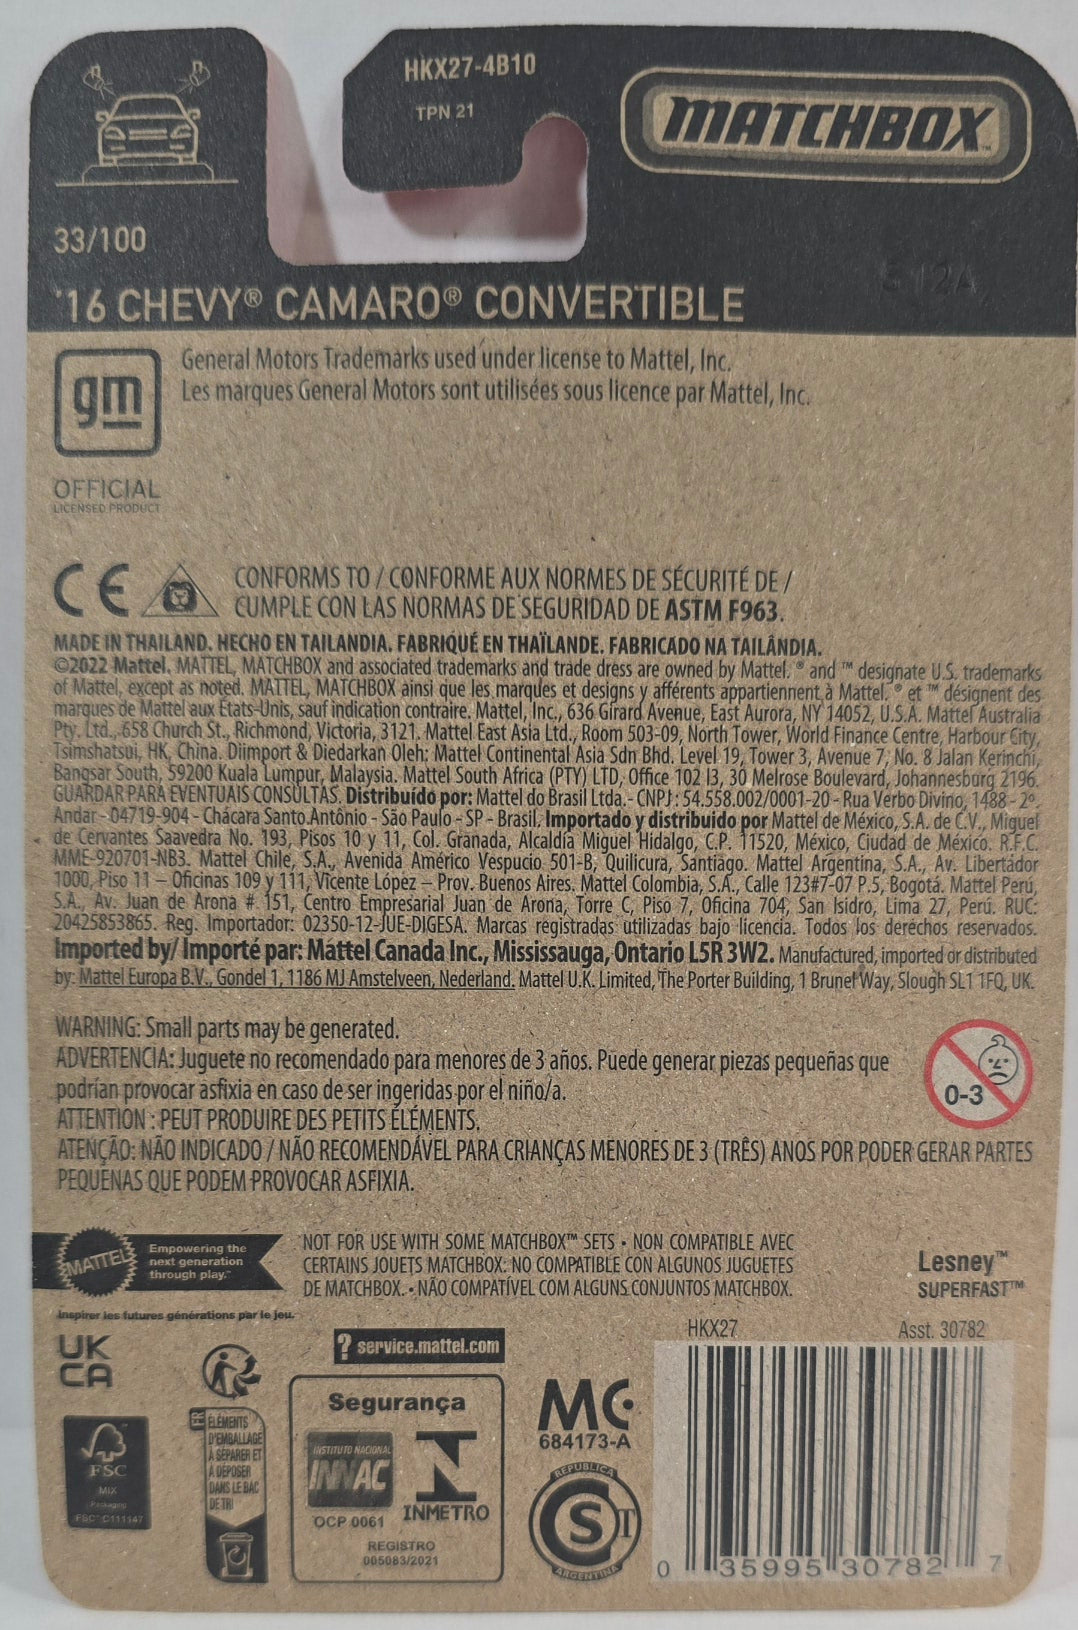 HKX27-4B10
TPN 21
MATCHBOX™
33/100
'16 CHEVY® CAMARO® CONVERTIBLE
gm
General Motors Trademarks used under license to Mattel, Inc.
Les marques General Motors sont utilisées sous licence par Mattel, Inc.
OFFICIAL
LICENSED PRODUCT
CE
CONFORMS TO / CONFORME AUX NORMES DE SÉCURITÉ DE /
CUMPLE CON LAS NORMAS DE SEGURIDAD DE ASTM F963.
MADE IN THAILAND. HECHO EN TAILANDIA. FABRIQUÉ EN THAÏLANDE. FABRICADO NA TAILÂNDIA.
©2022 Mattel. MATTEL, MATCHBOX and associated trademarks and trade dress are owned by Mattel. ® and ™ designate U.S. trademarks
of Mattel, except as noted. MATTEL, MATCHBOX ainsi que les marques et designs y afférents appartiennent à Mattel. ® et ™ désignent des
marques de Mattel aux États-Unis, sauf indication contraire. Mattel, Inc., 636 Girard Avenue, East Aurora, NY 14052, U.S.A. Mattel Australia
Pty. Ltd., 658 Church St., Richmond, Victoria, 3121. Mattel East Asia Ltd., Room 503-09, North Tower, World Finance Centre, Harbour City,
Tsimshatsui, HK, China. Diimport & Diedarkan Oleh: Mattel Continental Asia Sdn Bhd. Level 19, Tower 3, Avenue 7, No. 8 Jalan Kerinchi,
Bangsar South, 59200 Kuala Lumpur, Malaysia. Mattel South Africa (PTY) LTD, Office 102 I3, 30 Melrose Boulevard, Johannesburg 2196.
GUARDAR PARA EVENTUAIS CONSULTAS. Distribuído por: Mattel do Brasil Ltda.- CNPJ : 54.558.002/0001-20 - Rua Verbo Divino, 1488 - 2º.
Andar - 04719-904 - Chácara Santo Antônio - São Paulo - SP - Brasil. Importado y distribuido por Mattel de México, S.A. de C.V., Miguel
de Cervantes Saavedra No. 193, Pisos 10 y 11, Col. Granada, Alcaldía Miguel Hidalgo, C.P. 11520, México, Ciudad de México. R.F.C.
MME-920701-NB3. Mattel Chile, S.A., Avenida Américo Vespucio 501-B, Quilicura, Santiago. Mattel Argentina, S.A., Av. Libertador
1000, Piso 11 – Oficinas 109 y 111, Vicente López – Prov. Buenos Aires. Mattel Colombia, S.A., Calle 123#7-07 P.5, Bogotá. Mattel Perú,
S.A., Av. Juan de Arona # 151, Centro Empresarial Juan de Arona, Torre C, Piso 7, Oficina 704, San Isidro, Lima 27, Perú. RUC:
20425853865. Reg. Importador: 02350-12-JUE-DIGESA. Marcas registradas utilizadas bajo licencia. Todos los derechos reservados.
Imported by/ Importé par: Mattel Canada Inc., Mississauga, Ontario L5R 3W2. Manufactured, imported or distributed
by: Mattel Europa B.V., Gondel 1, 1186 MJ Amstelveen, Nederland. Mattel U.K. Limited, The Porter Building, 1 Brunel Way, Slough SL1 1FQ, UK.
WARNING: Small parts may be generated.
ADVERTENCIA: Juguete no recomendado para menores de 3 años. Puede generar piezas pequeñas que
podrían provocar asfixia en caso de ser ingeridas por el niño/a.
ATTENTION : PEUT PRODUIRE DES PETITS ÉLÉMENTS.
ATENÇÃO: NÃO INDICADO / NÃO RECOMENDÁVEL PARA CRIANÇAS MENORES DE 3 (TRÊS) ANOS POR PODER GERAR PARTES
PEQUENAS QUE PODEM PROVOCAR ASFIXIA.
0-3
MATTEL
Empowering the
next generation
through play.™
Inspirer les futures générations par le jeu.
NOT FOR USE WITH SOME MATCHBOX™ SETS • NON COMPATIBLE AVEC
CERTAINS JOUETS MATCHBOX. NO COMPATIBLE CON ALGUNOS JUGUETES
DE MATCHBOX. • NÃO COMPATÍVEL COM ALGUNS CONJUNTOS MATCHBOX.
Lesney™
SUPERFAST™
UK
CA
? service.mattel.com
HKX27
Asst. 30782
FSC
MIX
Packaging
FSC® C111147
FR
ÉLÉMENTS
D'EMBALLAGE
À SÉPARER ET
À DÉPOSER
DANS LE BAC
DE TRI
Segurança
INSTITUTO NACIONAL
INNAC
OCP 0061
INMETRO
REGISTRO
005083/2021
MC
684173-A
REPUBLICA
S T
ARGENTINA
0 35995 30782 7